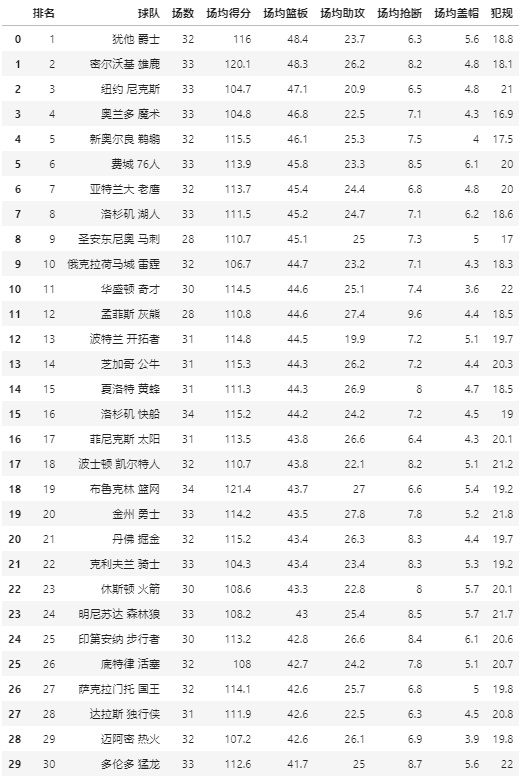 排名 球队 场数 场均得分 场均篮板 场均助攻 场均抢断 场均盖帽 犯规
0 1 犹他 爵士 32 116 48.4 23.7 6.3 5.6 18.8
1 2 密尔沃基 雄鹿 33 120.1 48.3 26.2 8.2 4.8 18.1
2 3 纽约 尼克斯 33 104.7 47.1 20.9 6.5 4.8 21
3 4 奥兰多 魔术 33 104.8 46.8 22.5 7.1 4.3 16.9
4 5 新奥尔良 鹈鹕 32 115.5 46.1 25.3 7.5 4 17.5
5 6 费城 76人 33 113.9 45.8 23.3 8.5 6.1 20
6 7 亚特兰大 老鹰 32 113.7 45.4 24.4 6.8 4.8 20
7 8 洛杉矶 湖人 33 111.5 45.2 24.7 7.1 6.2 18.6
8 9 圣安东尼奥 马刺 28 110.7 45.1 25 7.3 5 17
9 10 俄克拉荷马城 雷霆 32 106.7 44.7 23.2 7.1 4.3 18.3
10 11 华盛顿 奇才 30 114.5 44.6 25.1 7.4 3.6 22
11 12 孟菲斯 灰熊 28 110.8 44.6 27.4 9.6 4.4 18.5
12 13 波特兰 开拓者 31 114.8 44.5 19.9 7.2 5.1 19.7
13 14 芝加哥 公牛 31 115.3 44.3 26.2 7.2 4.4 20.3
14 15 夏洛特 黄蜂 31 111.3 44.3 26.9 8 4.7 18.5
15 16 洛杉矶 快船 34 115.2 44.2 24.2 7.2 4.5 19
16 17 菲尼克斯 太阳 31 113.5 43.8 26.6 6.4 4.3 20.1
17 18 波士顿 凯尔特人 32 110.7 43.8 22.1 8.2 5.1 21.2
18 19 布鲁克林 篮网 34 121.4 43.7 27 6.6 5.4 19.2
19 20 金州 勇士 33 114.2 43.5 27.8 7.8 5.2 21.8
20 21 丹佛 掘金 32 115.2 43.4 26.3 8.3 4.4 19.7
21 22 克利夫兰 骑士 33 104.3 43.4 23.4 8.3 5.3 19.2
22 23 休斯顿 火箭 30 108.6 43.3 22.8 8 5.7 20.1
23 24 明尼苏达 森林狼 33 108.2 43 25.4 8.5 5.7 21.7
24 25 印第安纳 步行者 30 113.2 42.8 26.6 8.4 6.1 20.6
25 26 底特律 活塞 32 108 42.7 24.2 7.8 5.1 20.7
26 27 萨克拉门托 国王 32 114.1 42.6 25.7 6.8 5 19.8
27 28 达拉斯 独行侠 31 111.9 42.6 22.5 6.3 4.5 20.8
28 29 迈阿密 热火 32 107.2 42.6 26.1 6.9 3.9 19.8
29 30 多伦多 猛龙 33 112.6 41.7 25 8.7 5.6 22